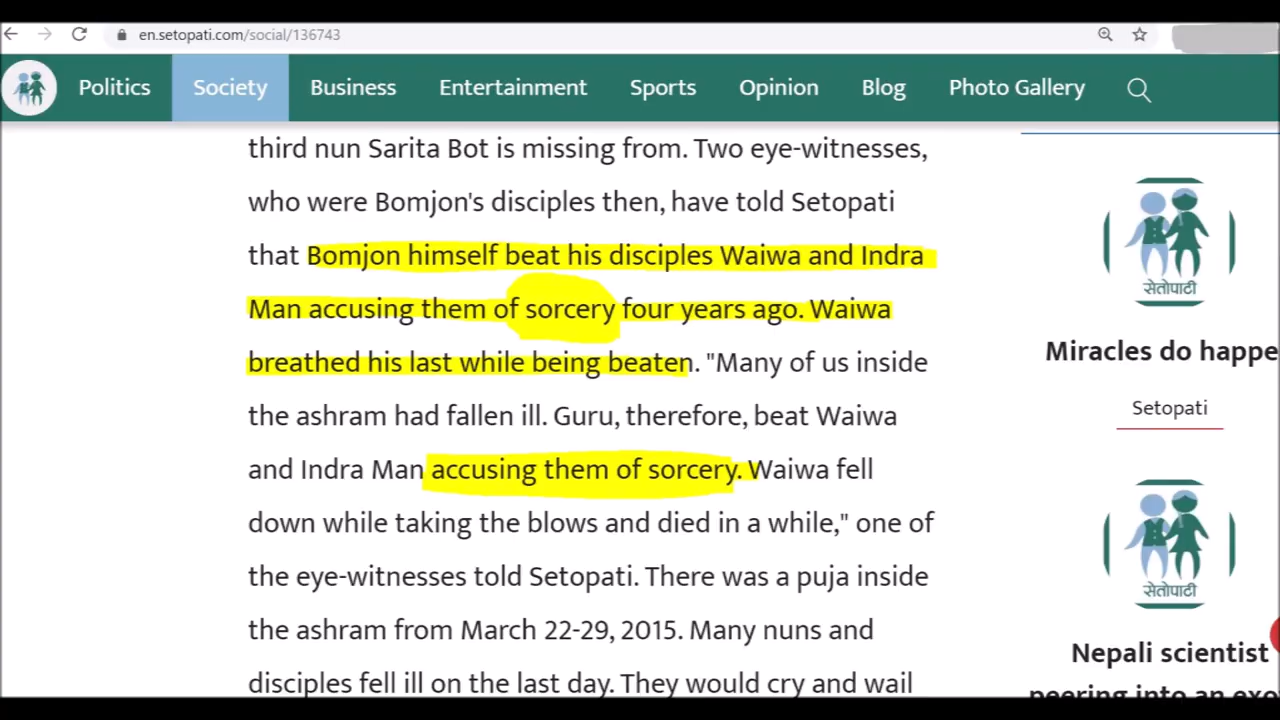 en.setopati.com/social/136743
Politics Society Business Entertainment Sports Opinion Blog Photo Gallery
third nun Sarita Bot is missing from. Two eye-witnesses,
who were Bomjon's disciples then, have told Setopati
that Bomjon himself beat his disciples Waiwa and Indra
Man accusing them of sorcery four years ago. Waiwa
breathed his last while being beaten. "Many of us inside
the ashram had fallen ill. Guru, therefore, beat Waiwa
and Indra Man accusing them of sorcery. Waiwa fell
down while taking the blows and died in a while," one of
the eye-witnesses told Setopati. There was a puja inside
the ashram from March 22-29, 2015. Many nuns and
disciples fell ill on the last day. They would cry and wail
सेतोपाटी
Miracles do happe
Setopati
सेतोपाटी
Nepali scientist
peering into an exo